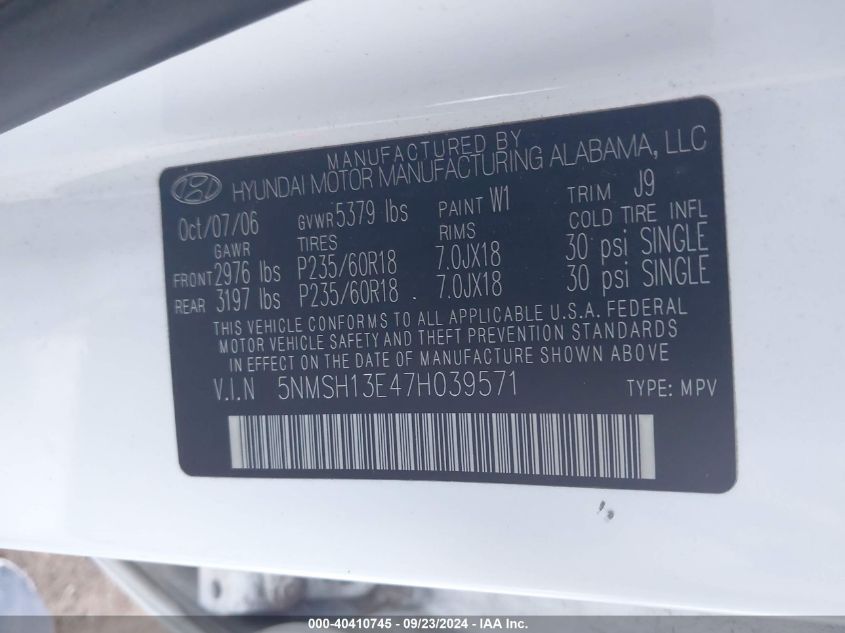 MANUFACTURED BY
HYUNDAI MOTOR MANUFACTURING ALABAMA, LLC
Oct/07/06 GVWR 5379 lbs PAINT W1 TRIM J9
GAWR TIRES RIMS COLD TIRE INFL
FRONT 2976 lbs P235/60R18 7.0JX18 30 psi SINGLE
REAR 3197 lbs P235/60R18 7.0JX18 30 psi SINGLE
THIS VEHICLE CONFORMS TO ALL APPLICABLE U.S.A. FEDERAL
MOTOR VEHICLE SAFETY AND THEFT PREVENTION STANDARDS
IN EFFECT ON THE DATE OF MANUFACTURE SHOWN ABOVE
V.I.N 5NMSH13E47H039571 TYPE: MPV
000-40410745 - 09/23/2024 - IAA Inc.